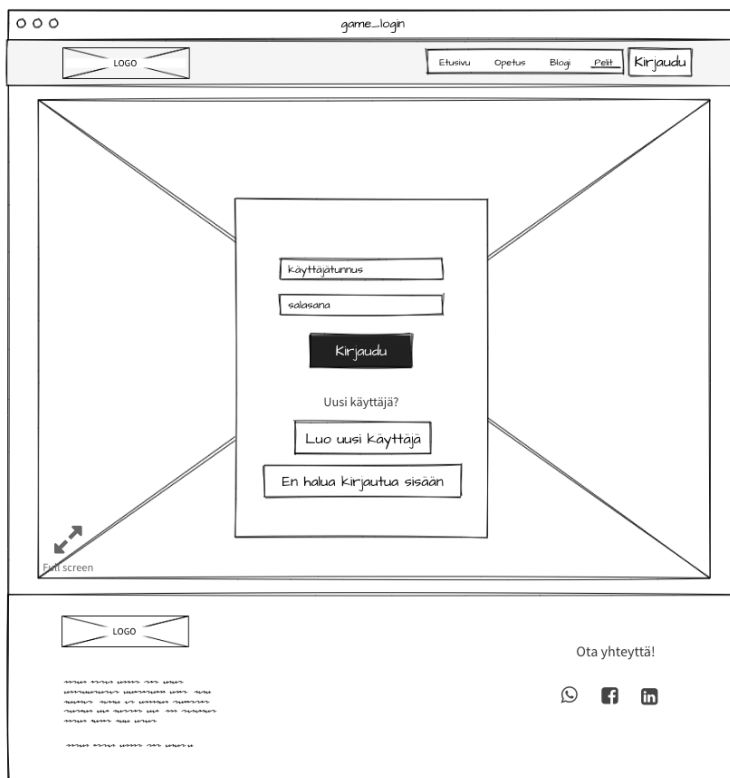 game_login
LOGO
Etusivu Opetus Blogi Pelit Kirjaudu
käyttäjätunnus
salasana
Kirjaudu
Uusi käyttäjä?
Luo uusi käyttäjä
En halua kirjautua sisään
Full screen
LOGO
Ota yhteyttä!